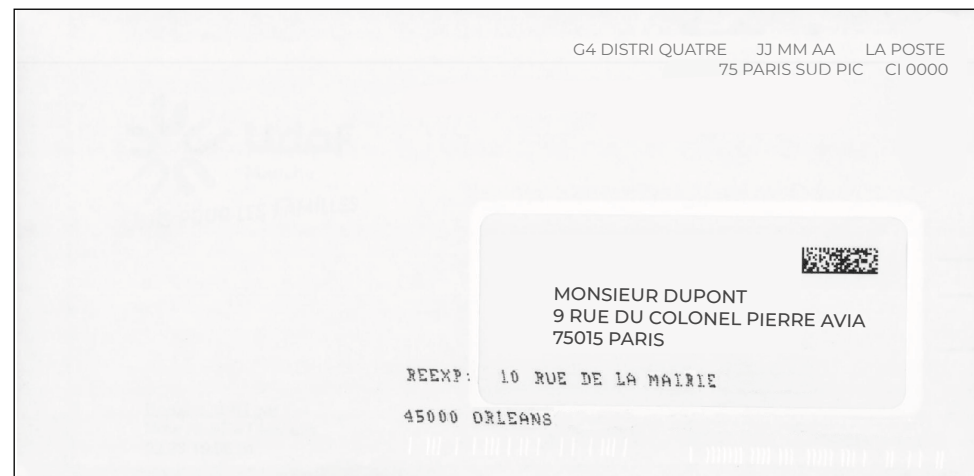 G4 DISTRI QUATRE JJ MM AA LA POSTE
75 PARIS SUD PIC CI 0000
MONSIEUR DUPONT
9 RUE DU COLONEL PIERRE AVIA
75015 PARIS
REEXP: 10 RUE DE LA MAIRIE
45000 ORLEANS